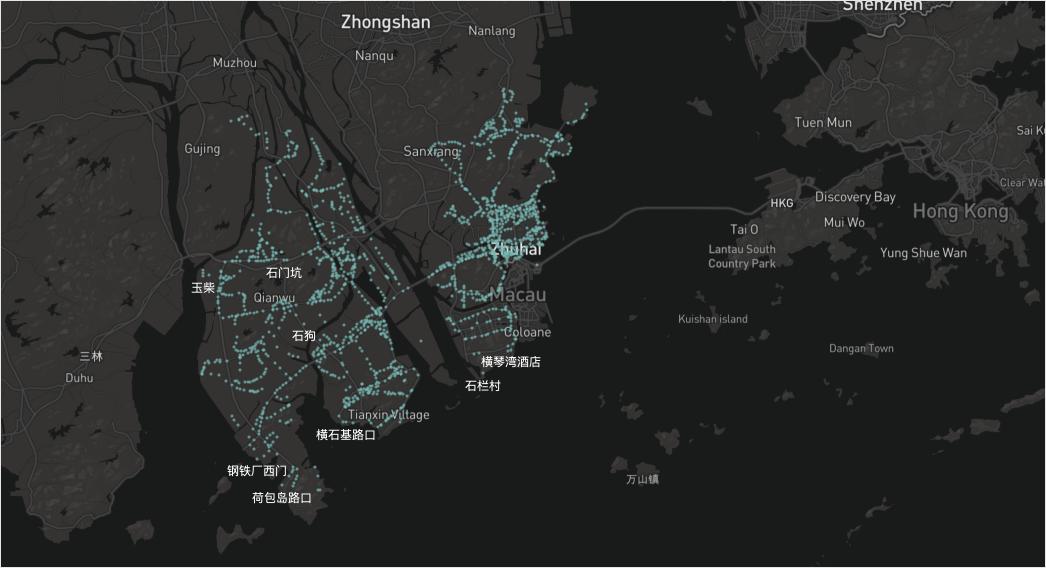 Shenzhen
Zhongshan
Nanlang
Nanqu
Muzhou
Tuen Mun
Gujing
Sanxiang
Clear Wat
HKG
Discovery Bay
Hong Kong
Mui Wo
Tai O
Zhuhai
Lantau South
Country Park
Yung Shue Wan
石门坑
玉柴
Qianwu
Macau
Kuishan island
石狗
Coloane
Dangan Town
三林
横琴湾酒店
Duhu
石栏村
Tianxin Village
横石基路口
钢铁厂西门
万山镇
荷包岛路口